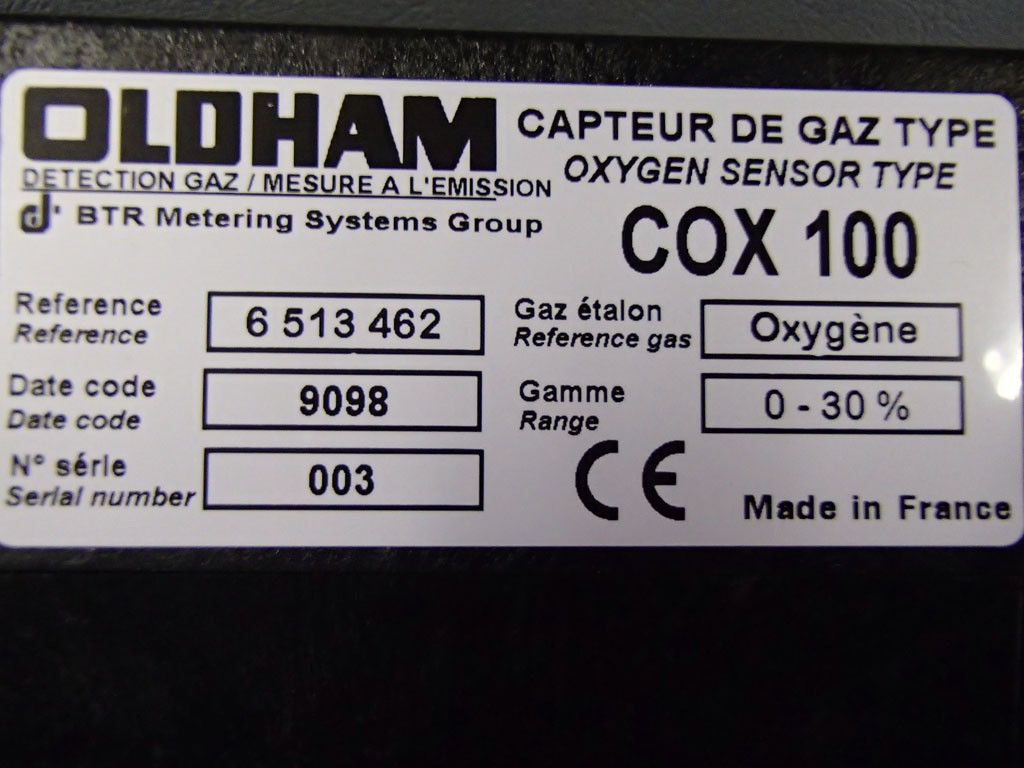 OLDHAM
DETECTION GAZ / MESURE A L'EMISSION
d' BTR Metering Systems Group
CAPTEUR DE GAZ TYPE
OXYGEN SENSOR TYPE
COX 100
Reference
Reference
6 513 462
Date code
Date code
9098
N° série
Serial number
003
Gaz étalon
Reference gas
Oxygène
Gamme
Range
0 - 30 %
CE
Made in France